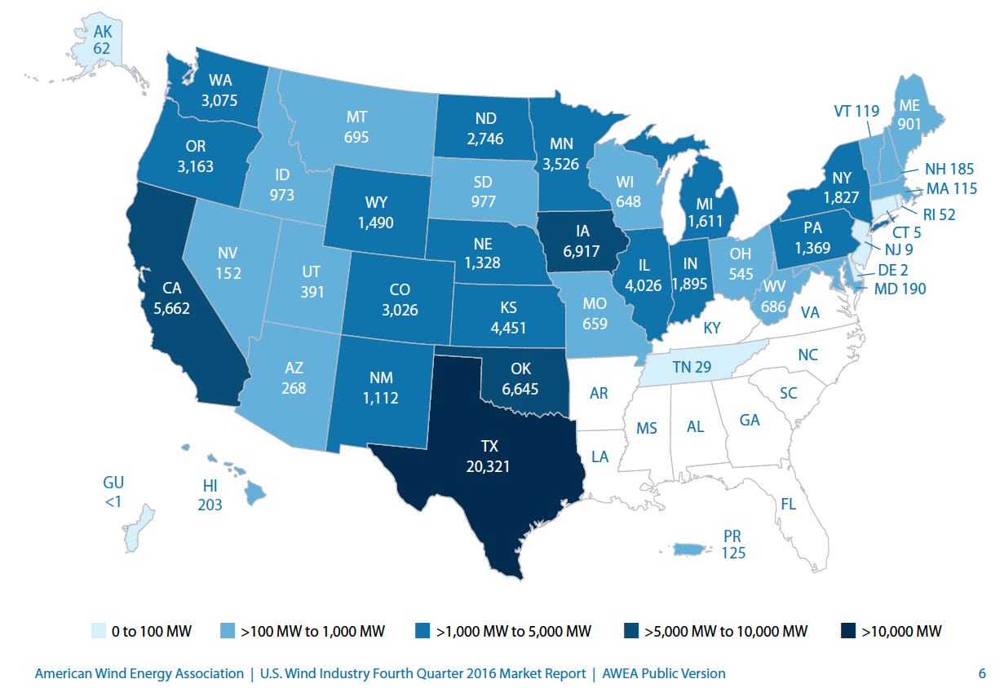 AK
62
WA
3,075
OR
3,163
MT
695
ID
973
ND
2,746
MN
3,526
SD
977
WY
1,490
WI
648
MI
1,611
VT 119
ME
901
NH 185
MA 115
NY
1,827
RI 52
CT 5
NJ 9
PA
1,369
DE 2
MD 190
NV
152
UT
391
CA
5,662
CO
3,026
NE
1,328
IA
6,917
IL
4,026
IN
1,895
OH
545
WV
686
VA
KS
4,451
MO
659
KY
AZ
268
NM
1,112
OK
6,645
AR
TN 29
NC
SC
MS
AL
GA
TX
20,321
LA
FL
GU
<1
HI
203
PR
125
0 to 100 MW
>100 MW to 1,000 MW
>1,000 MW to 5,000 MW
>5,000 MW to 10,000 MW
>10,000 MW
American Wind Energy Association | U.S. Wind Industry Fourth Quarter 2016 Market Report | AWEA Public Version
6